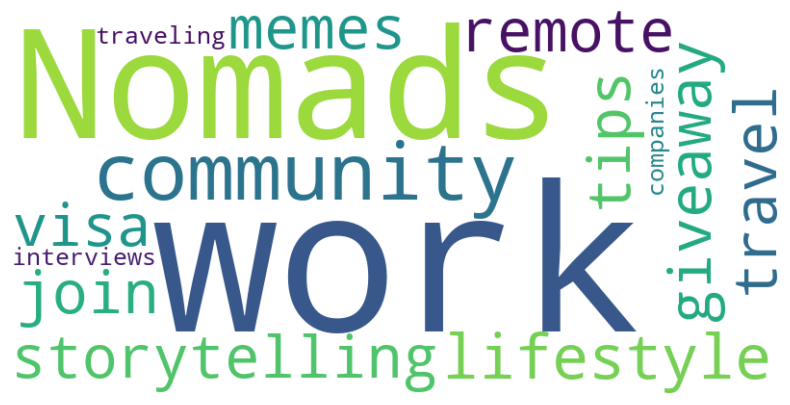 traveling
memes
remote
Nomads
community
tips
companies
giveaway
travel
visa
work
interviews
join
storytelling
lifestyle